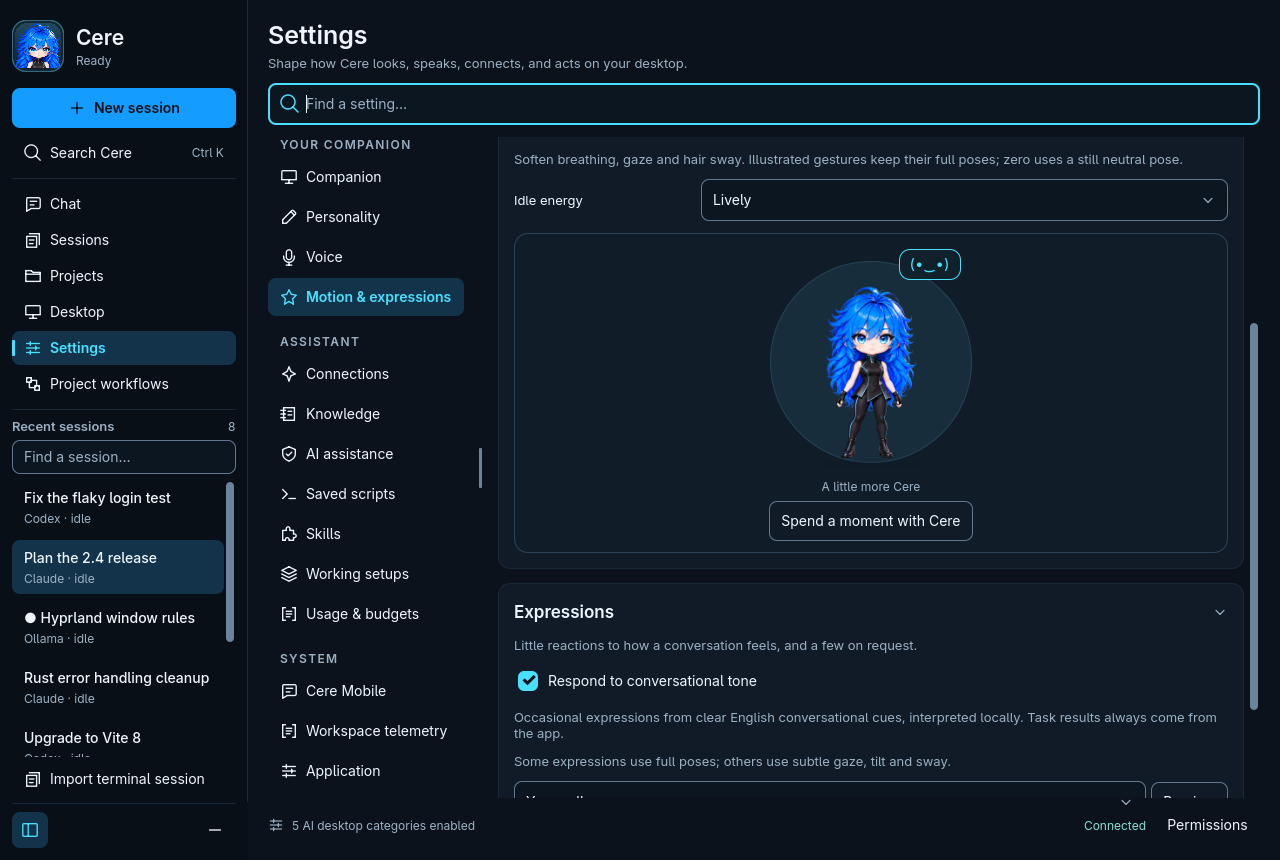 Cere
Ready
New session
Search Cere Ctrl K
Chat
Sessions
Projects
Desktop
Settings
Project workflows
Recent sessions 8
Find a session...
Fix the flaky login test
Codex · idle
Plan the 2.4 release
Claude · idle
Hyprland window rules
Ollama · idle
Rust error handling cleanup
Claude · idle
Upgrade to Vite 8
Import terminal session
Settings
Shape how Cere looks, speaks, connects, and acts on your desktop.
Find a setting...
YOUR COMPANION
Companion
Personality
Voice
Motion & expressions
ASSISTANT
Connections
Knowledge
AI assistance
Saved scripts
Skills
Working setups
Usage & budgets
SYSTEM
Cere Mobile
Workspace telemetry
Application
Soften breathing, gaze and hair sway. Illustrated gestures keep their full poses; zero uses a still neutral pose.
Idle energy
Lively
(•‿•)
A little more Cere
Spend a moment with Cere
Expressions
Little reactions to how a conversation feels, and a few on request.
Respond to conversational tone
Occasional expressions from clear English conversational cues, interpreted locally. Task results always come from
the app.
Some expressions use full poses; others use subtle gaze, tilt and sway.
5 AI desktop categories enabled
Connected
Permissions